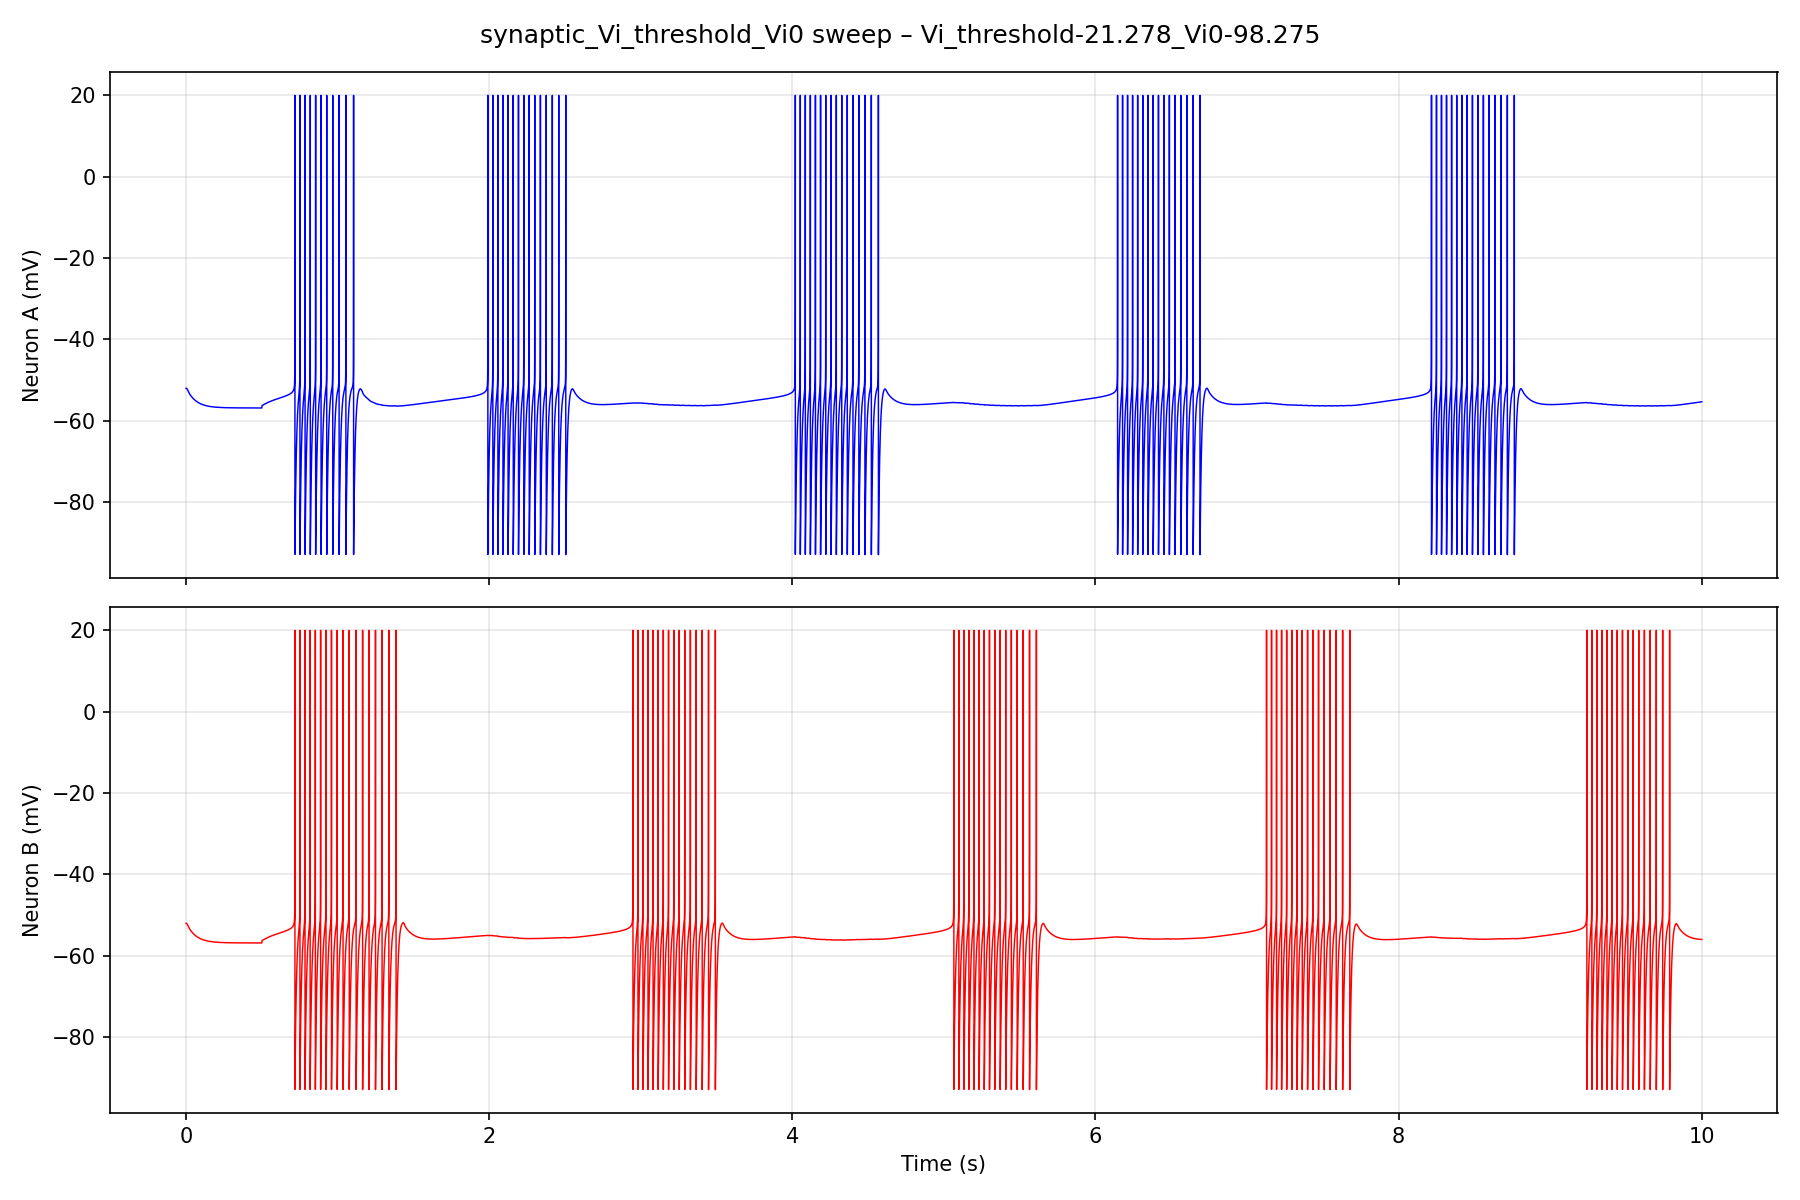 synaptic_Vi_threshold_Vi0 sweep – Vi_threshold-21.278_Vi0-98.275
20
0
−20
−40
−60
−80
Neuron A (mV)
20
0
−20
−40
−60
−80
Neuron B (mV)
0 2 4 6 8 10
Time (s)